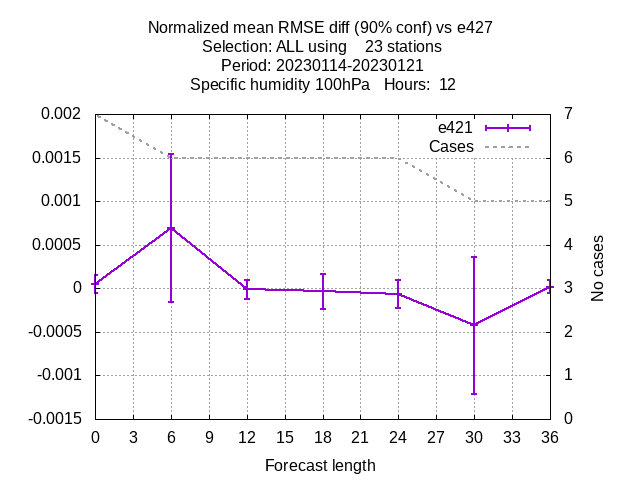 Normalized mean RMSE diff (90% conf) vs e427
Selection: ALL using 23 stations
Period: 20230114-20230121
Specific humidity 100hPa Hours: 12
0.002
0.0015
0.001
0.0005
0
-0.0005
-0.001
-0.0015
7
6
5
4
3
2
1
0
e421
Cases
No cases
0 3 6 9 12 15 18 21 24 27 30 33 36
Forecast length